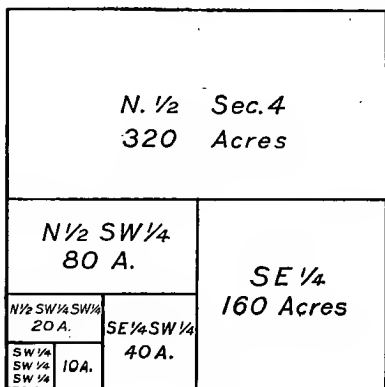 N. ½ Sec. 4
320 Acres
N½ SW¼
80 A.
SE ¼
160 Acres
N½ SW¼ SW¼
20 A.
SE¼ SW¼
40 A.
SW ¼
SW ¼
SW ¼
10 A.